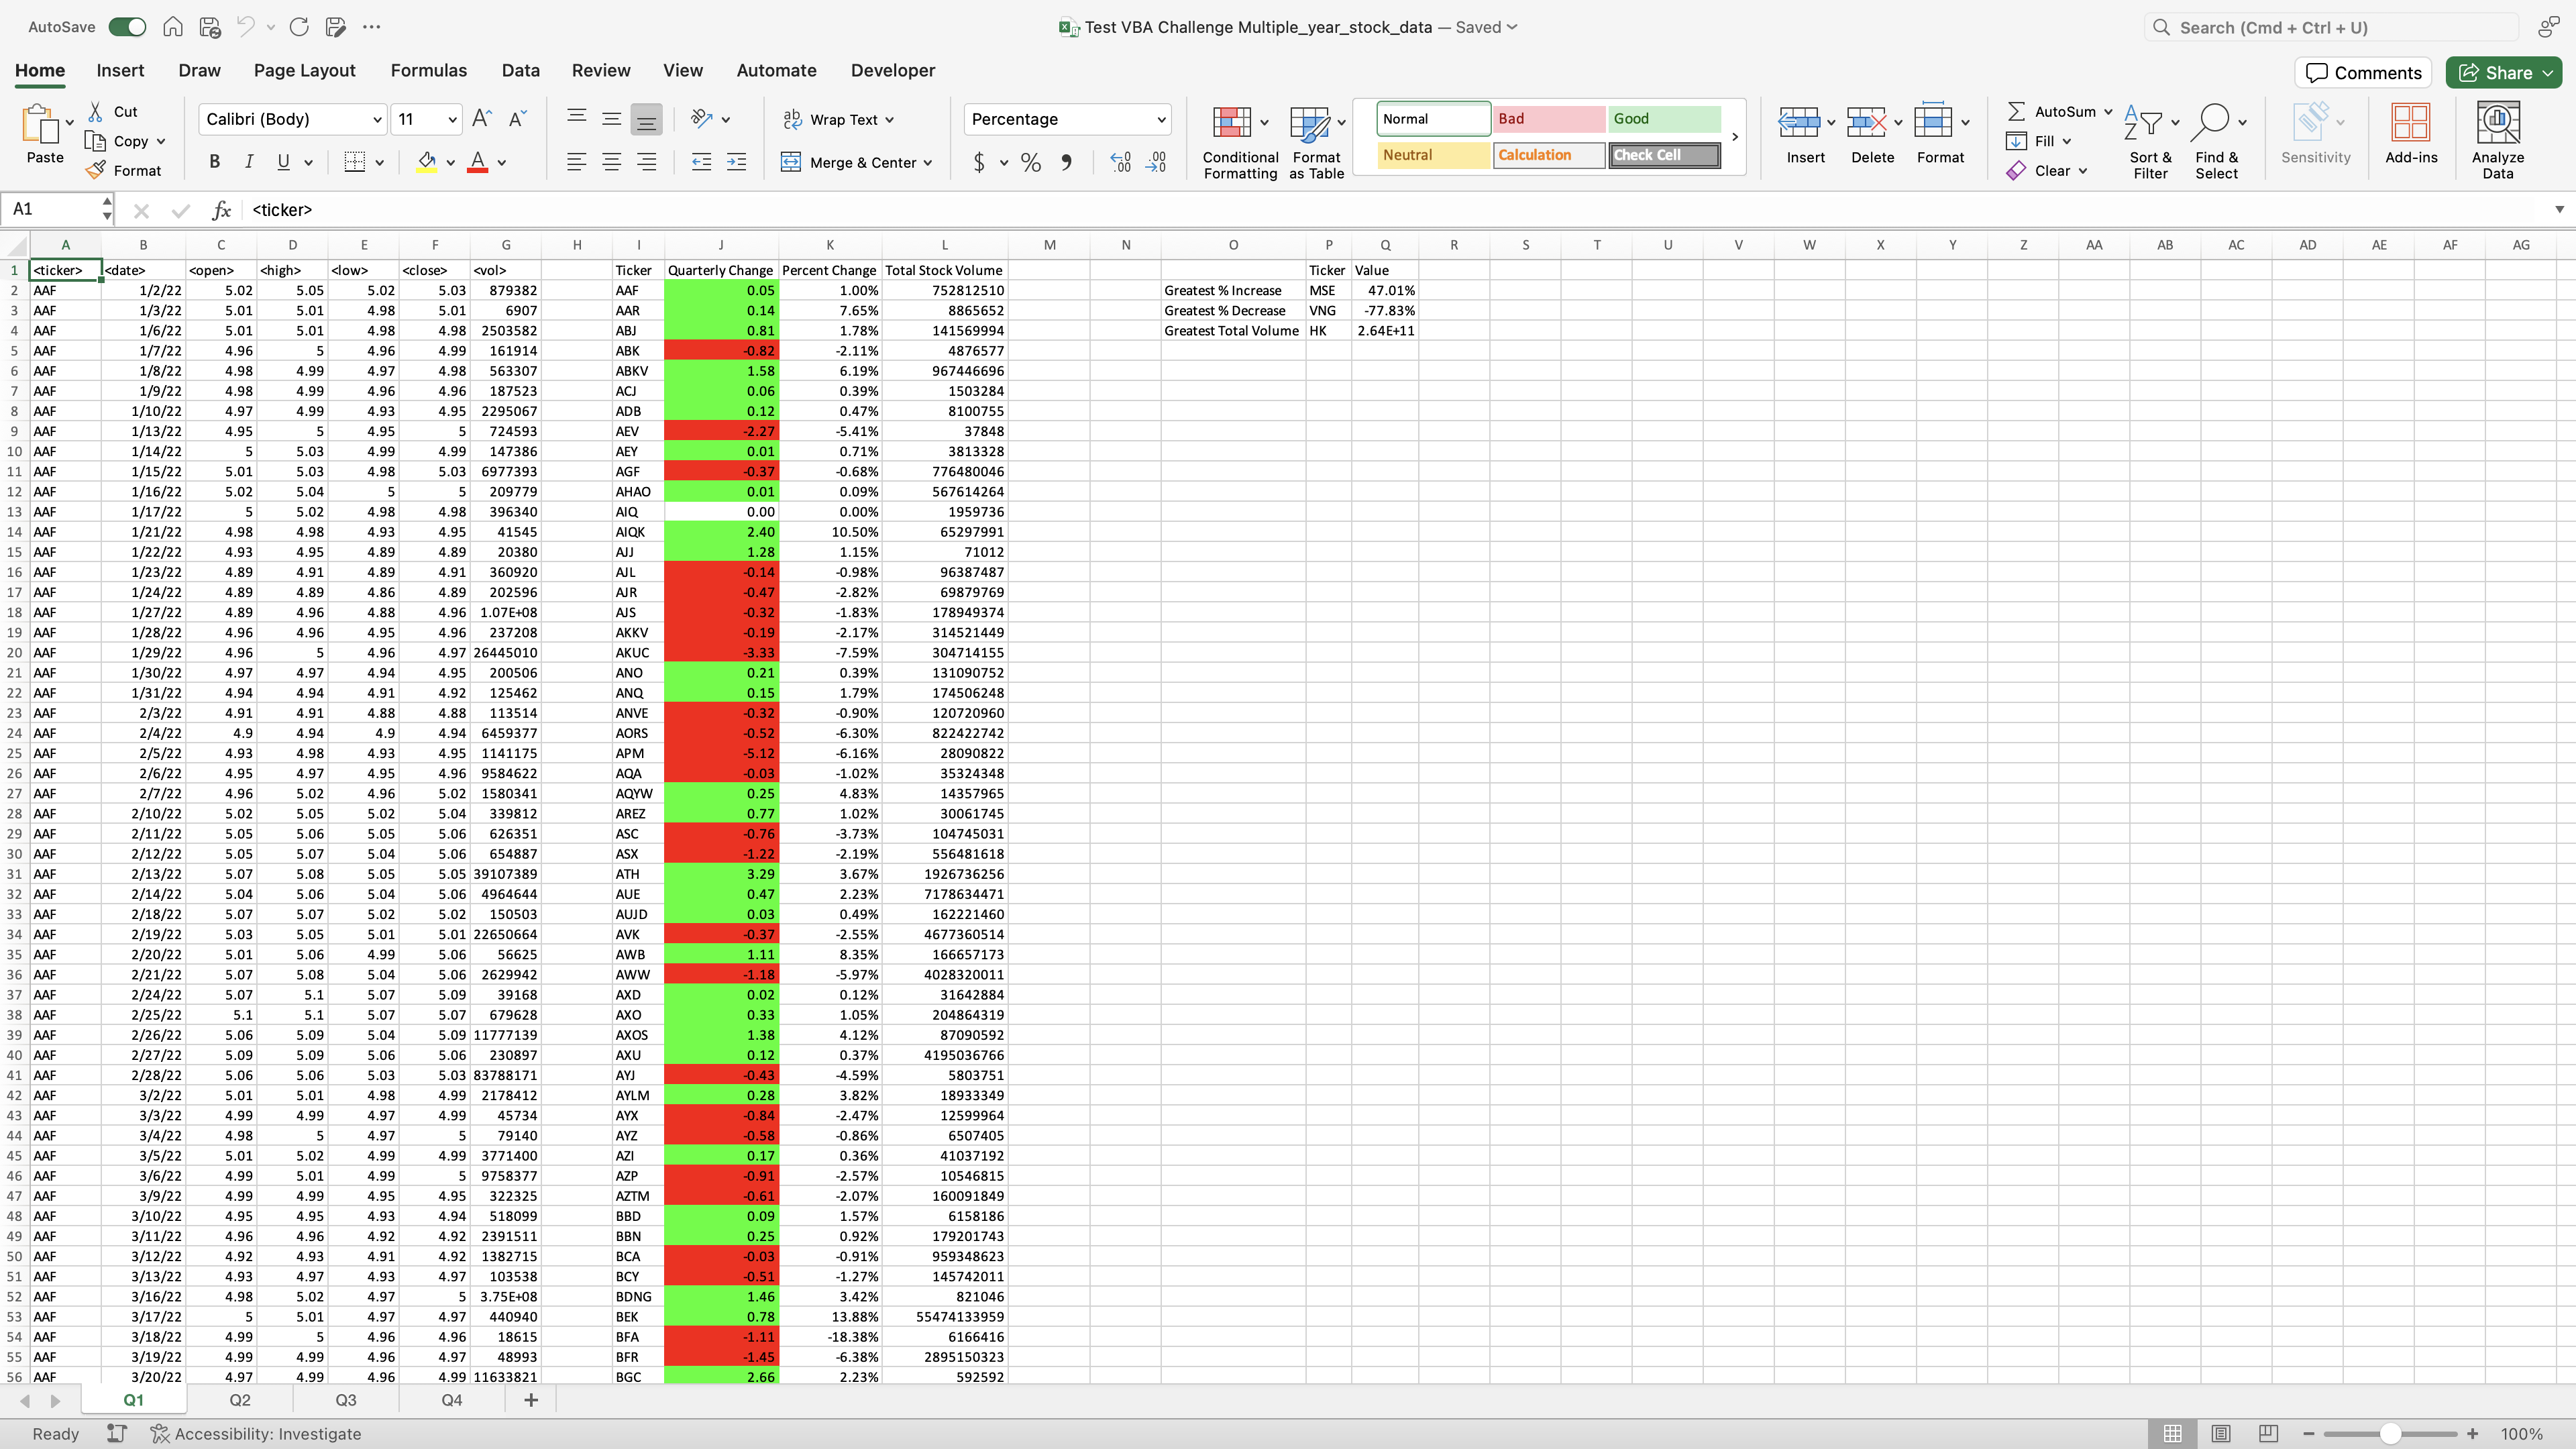 AutoSave
Test VBA Challenge Multiple_year_stock_data — Saved
Search (Cmd + Ctrl + U)
Home Insert Draw Page Layout Formulas Data Review View Automate Developer
Comments Share
Paste Cut Copy Format
Calibri (Body) 11
B I U A
Wrap Text
Merge & Center
Percentage
$ % 9
Conditional Formatting
Format as Table
Normal Bad Good
Neutral Calculation Check Cell
Insert Delete Format
AutoSum
Fill
Clear
Sort & Filter
Find & Select
Sensitivity
Add-ins
Analyze Data
A1 fx <ticker>
A B C D E F G H I J K L M N O P Q R S T U V W X Y Z AA AB AC AD AE AF AG
1 <ticker> <date> <open> <high> <low> <close> <vol> Ticker Quarterly Change Percent Change Total Stock Volume Ticker Value
2 AAF 1/2/22 5.02 5.05 5.02 5.03 879382 AAF 0.05 1.00% 752812510 Greatest % Increase MSE 47.01%
3 AAF 1/3/22 5.01 5.01 4.98 5.01 6907 AAR 0.14 7.65% 8865652 Greatest % Decrease VNG -77.83%
4 AAF 1/6/22 5.01 5.01 4.98 4.98 2503582 ABJ 0.81 1.78% 141569994 Greatest Total Volume HK 2.64E+11
5 AAF 1/7/22 4.96 5 4.96 4.99 161914 ABK -0.82 -2.11% 4876577
6 AAF 1/8/22 4.98 4.99 4.97 4.98 563307 ABKV 1.58 6.19% 967446696
7 AAF 1/9/22 4.98 4.99 4.96 4.96 187523 ACJ 0.06 0.39% 1503284
8 AAF 1/10/22 4.97 4.99 4.93 4.95 2295067 ADB 0.12 0.47% 8100755
9 AAF 1/13/22 4.95 5 4.95 5 724593 AEV -2.27 -5.41% 37848
10 AAF 1/14/22 5 5.03 4.99 4.99 147386 AEY 0.01 0.71% 3813328
11 AAF 1/15/22 5.01 5.03 4.98 5.03 6977393 AGF -0.37 -0.68% 776480046
12 AAF 1/16/22 5.02 5.04 5 5 209779 AHAO 0.01 0.09% 567614264
13 AAF 1/17/22 5 5.02 4.98 4.98 396340 AIQ 0.00 0.00% 1959736
14 AAF 1/21/22 4.98 4.98 4.93 4.95 41545 AIQK 2.40 10.50% 65297991
15 AAF 1/22/22 4.93 4.95 4.89 4.89 20380 AJJ 1.28 1.15% 71012
16 AAF 1/23/22 4.89 4.91 4.89 4.91 360920 AJL -0.14 -0.98% 96387487
17 AAF 1/24/22 4.89 4.89 4.86 4.89 202596 AJR -0.47 -2.82% 69879769
18 AAF 1/27/22 4.89 4.96 4.88 4.96 1.07E+08 AJS -0.32 -1.83% 178949374
19 AAF 1/28/22 4.96 4.96 4.95 4.96 237208 AKKV -0.19 -2.17% 314521449
20 AAF 1/29/22 4.96 5 4.96 4.97 26445010 AKUC -3.33 -7.59% 304714155
21 AAF 1/30/22 4.97 4.97 4.94 4.95 200506 ANO 0.21 0.39% 131090752
22 AAF 1/31/22 4.94 4.94 4.91 4.92 125462 ANQ 0.15 1.79% 174506248
23 AAF 2/3/22 4.91 4.91 4.88 4.88 113514 ANVE -0.32 -0.90% 120720960
24 AAF 2/4/22 4.9 4.94 4.9 4.94 6459377 AORS -0.52 -6.30% 822422742
25 AAF 2/5/22 4.93 4.98 4.93 4.95 1141175 APM -5.12 -6.16% 28090822
26 AAF 2/6/22 4.95 4.97 4.95 4.96 9584622 AQA -0.03 -1.02% 35324348
27 AAF 2/7/22 4.96 5.02 4.96 5.02 1580341 AQYW 0.25 4.83% 14357965
28 AAF 2/10/22 5.02 5.05 5.02 5.04 339812 AREZ 0.77 1.02% 30061745
29 AAF 2/11/22 5.05 5.06 5.05 5.06 626351 ASC -0.76 -3.73% 104745031
30 AAF 2/12/22 5.05 5.07 5.04 5.06 654887 ASX -1.22 -2.19% 556481618
31 AAF 2/13/22 5.07 5.08 5.05 5.05 39107389 ATH 3.29 3.67% 1926736256
32 AAF 2/14/22 5.04 5.06 5.04 5.06 4964644 AUE 0.47 2.23% 7178634471
33 AAF 2/18/22 5.07 5.07 5.02 5.02 150503 AUJD 0.03 0.49% 162221460
34 AAF 2/19/22 5.03 5.05 5.01 5.01 22650664 AVK -0.37 -2.55% 4677360514
35 AAF 2/20/22 5.01 5.06 4.99 5.06 56625 AWB 1.11 8.35% 166657173
36 AAF 2/21/22 5.07 5.08 5.04 5.06 2629942 AWW -1.18 -5.97% 4028320011
37 AAF 2/24/22 5.07 5.1 5.07 5.09 39168 AXD 0.02 0.12% 31642884
38 AAF 2/25/22 5.1 5.1 5.07 5.07 679628 AXO 0.33 1.05% 204864319
39 AAF 2/26/22 5.06 5.09 5.04 5.09 11777139 AXOS 1.38 4.12% 87090592
40 AAF 2/27/22 5.09 5.09 5.06 5.06 230897 AXU 0.12 0.37% 4195036766
41 AAF 2/28/22 5.06 5.06 5.03 5.03 83788171 AYJ -0.43 -4.59% 5803751
42 AAF 3/2/22 5.01 5.01 4.98 4.99 2178412 AYLM 0.28 3.82% 18933349
43 AAF 3/3/22 4.99 4.99 4.97 4.99 45734 AYX -0.84 -2.47% 12599964
44 AAF 3/4/22 4.98 5 4.97 5 79140 AYZ -0.58 -0.86% 6507405
45 AAF 3/5/22 5.01 5.02 4.99 4.99 3771400 AZI 0.17 0.36% 41037192
46 AAF 3/6/22 4.99 5.01 4.99 5 9758377 AZP -0.91 -2.57% 10546815
47 AAF 3/9/22 4.99 4.99 4.95 4.95 322325 AZTM -0.61 -2.07% 160091849
48 AAF 3/10/22 4.95 4.95 4.93 4.94 518099 BBD 0.09 1.57% 6158186
49 AAF 3/11/22 4.96 4.96 4.92 4.92 2391511 BBN 0.25 0.92% 179201743
50 AAF 3/12/22 4.92 4.93 4.91 4.92 1382715 BCA -0.03 -0.91% 959348623
51 AAF 3/13/22 4.93 4.97 4.93 4.97 103538 BCY -0.51 -1.27% 145742011
52 AAF 3/16/22 4.98 5.02 4.97 5 3.75E+08 BDNG 1.46 3.42% 821046
53 AAF 3/17/22 5 5.01 4.97 4.97 440940 BEK 0.78 13.88% 55474133959
54 AAF 3/18/22 4.99 5 4.96 4.96 18615 BFA -1.11 -18.38% 6166416
55 AAF 3/19/22 4.99 4.99 4.96 4.97 48993 BFR -1.45 -6.38% 2895150323
56 AAF 3/20/22 4.97 4.99 4.96 4.99 11633821 BGC 2.66 2.23% 592592
Q1 Q2 Q3 Q4 +
Ready Accessibility: Investigate 100%